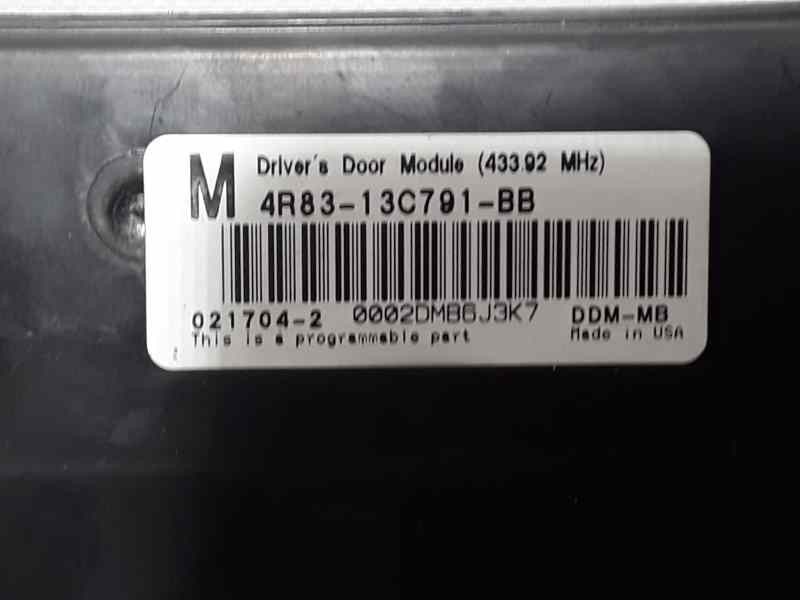 M Driver's Door Module (433.92 MHz)
4R83-13C791-BB
021704-2 0002DMB6J3K7 DDM-MB
This is a programmable part Made in USA